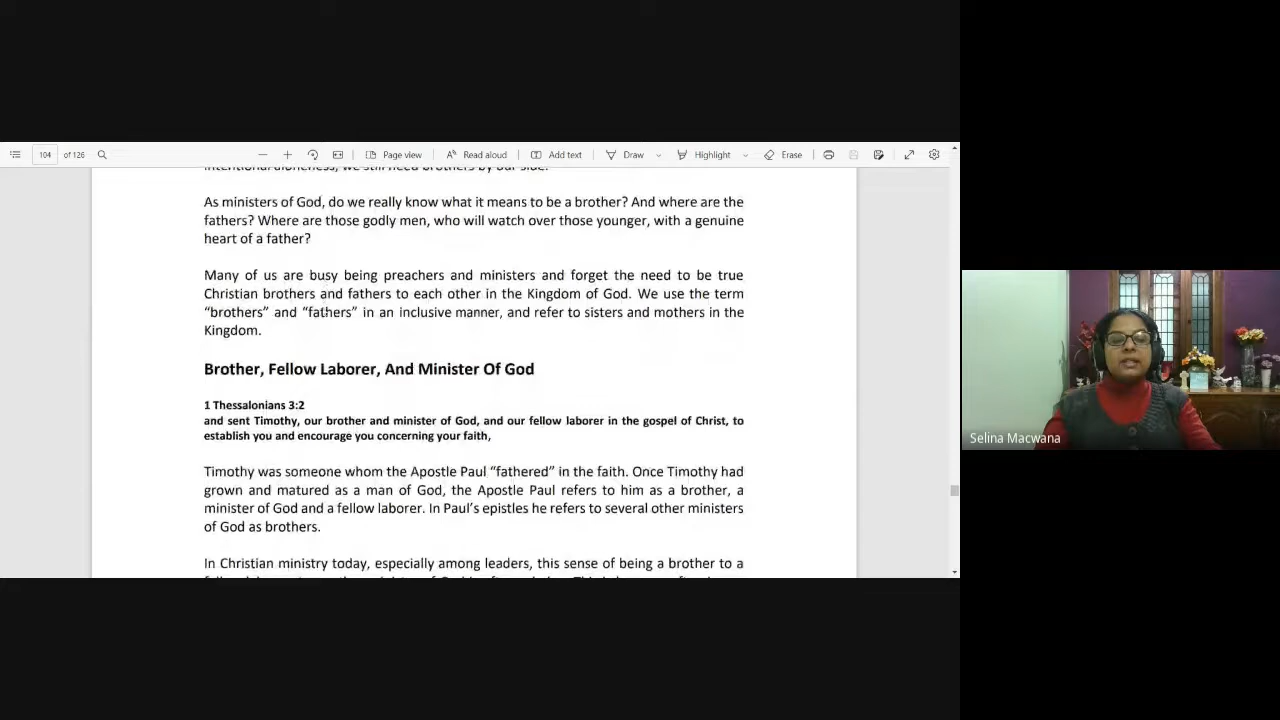 104 of 126 Page view Read aloud Add text Draw Highlight Erase
intentional aloneness, we still need brothers by our side.
As ministers of God, do we really know what it means to be a brother? And where are the
fathers? Where are those godly men, who will watch over those younger, with a genuine
heart of a father?
Many of us are busy being preachers and ministers and forget the need to be true
Christian brothers and fathers to each other in the Kingdom of God. We use the term
“brothers” and “fathers” in an inclusive manner, and refer to sisters and mothers in the
Kingdom.
Brother, Fellow Laborer, And Minister Of God
1 Thessalonians 3:2
and sent Timothy, our brother and minister of God, and our fellow laborer in the gospel of Christ, to
establish you and encourage you concerning your faith,
Timothy was someone whom the Apostle Paul “fathered” in the faith. Once Timothy had
grown and matured as a man of God, the Apostle Paul refers to him as a brother, a
minister of God and a fellow laborer. In Paul’s epistles he refers to several other ministers
of God as brothers.
In Christian ministry today, especially among leaders, this sense of being a brother to a
Selina Macwana